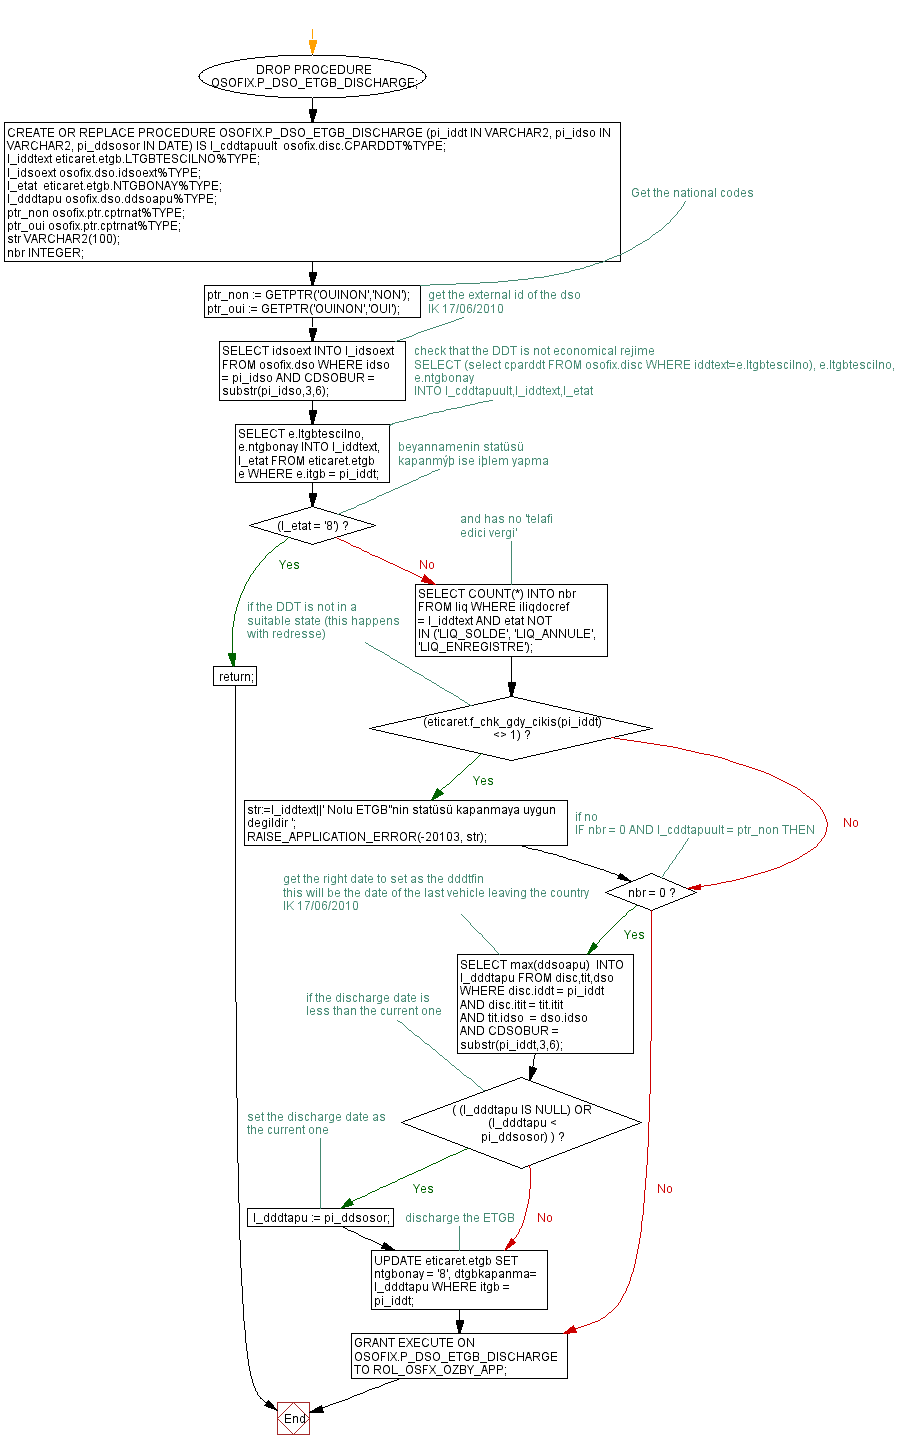 DROP PROCEDURE
OSOFIX.P_DSO_ETGB_DISCHARGE;
CREATE OR REPLACE PROCEDURE OSOFIX.P_DSO_ETGB_DISCHARGE (pi_iddt IN VARCHAR2, pi_idso IN
VARCHAR2, pi_ddsosor IN DATE) IS l_cddtapuult  osofix.disc.CPARDDT%TYPE;
l_iddtext eticaret.etgb.LTGBTESCILNO%TYPE;
l_idsoext osofix.dso.idsoext%TYPE;
l_etat  eticaret.etgb.NTGBONAY%TYPE;
l_dddtapu osofix.dso.ddsoapu%TYPE;
ptr_non osofix.ptr.cptrnat%TYPE;
ptr_oui osofix.ptr.cptrnat%TYPE;
str VARCHAR2(100);
nbr INTEGER;
Get the national codes
ptr_non := GETPTR('OUINON','NON');
ptr_oui := GETPTR('OUINON','OUI');
get the external id of the dso
IK 17/06/2010
SELECT idsoext INTO l_idsoext
FROM osofix.dso WHERE idso
= pi_idso AND CDSOBUR =
substr(pi_idso,3,6);
check that the DDT is not economical rejime
SELECT (select cparddt FROM osofix.disc WHERE iddtext=e.ltgbtescilno), e.ltgbtescilno,
e.ntgbonay
INTO l_cddtapuult,l_iddtext,l_etat
SELECT e.ltgbtescilno,
e.ntgbonay INTO l_iddtext,
l_etat FROM eticaret.etgb
e WHERE e.itgb = pi_iddt;
beyannamenin statüsü
kapanmýþ ise iþlem yapma
(l_etat = '8') ?
and has no 'telafi
edici vergi'
Yes
No
SELECT COUNT(*) INTO nbr
FROM liq WHERE iliqdocref
= l_iddtext AND etat NOT
IN ('LIQ_SOLDE', 'LIQ_ANNULE',
'LIQ_ENREGISTRE');
if the DDT is not in a
suitable state (this happens
with redresse)
return;
(eticaret.f_chk_gdy_cikis(pi_iddt)
<> 1) ?
Yes
No
str:=l_iddtext||' Nolu ETGB''nin statüsü kapanmaya uygun
degildir ';
RAISE_APPLICATION_ERROR(-20103, str);
if no
IF nbr = 0 AND l_cddtapuult = ptr_non THEN
get the right date to set as the dddtfin
this will be the date of the last vehicle leaving the country
IK 17/06/2010
nbr = 0 ?
Yes
SELECT max(ddsoapu)  INTO
l_dddtapu FROM disc,tit,dso
WHERE disc.iddt = pi_iddt
AND disc.itit = tit.itit
AND tit.idso  = dso.idso
AND CDSOBUR =
substr(pi_iddt,3,6);
if the discharge date is
less than the current one
( (l_dddtapu IS NULL) OR
(l_dddtapu <
pi_ddsosor) ) ?
set the discharge date as
the current one
Yes
No
l_dddtapu := pi_ddsosor;
discharge the ETGB
No
UPDATE eticaret.etgb SET
ntgbonay = '8', dtgbkapanma=
l_dddtapu WHERE itgb =
pi_iddt;
GRANT EXECUTE ON
OSOFIX.P_DSO_ETGB_DISCHARGE
TO ROL_OSFX_OZBY_APP;
End